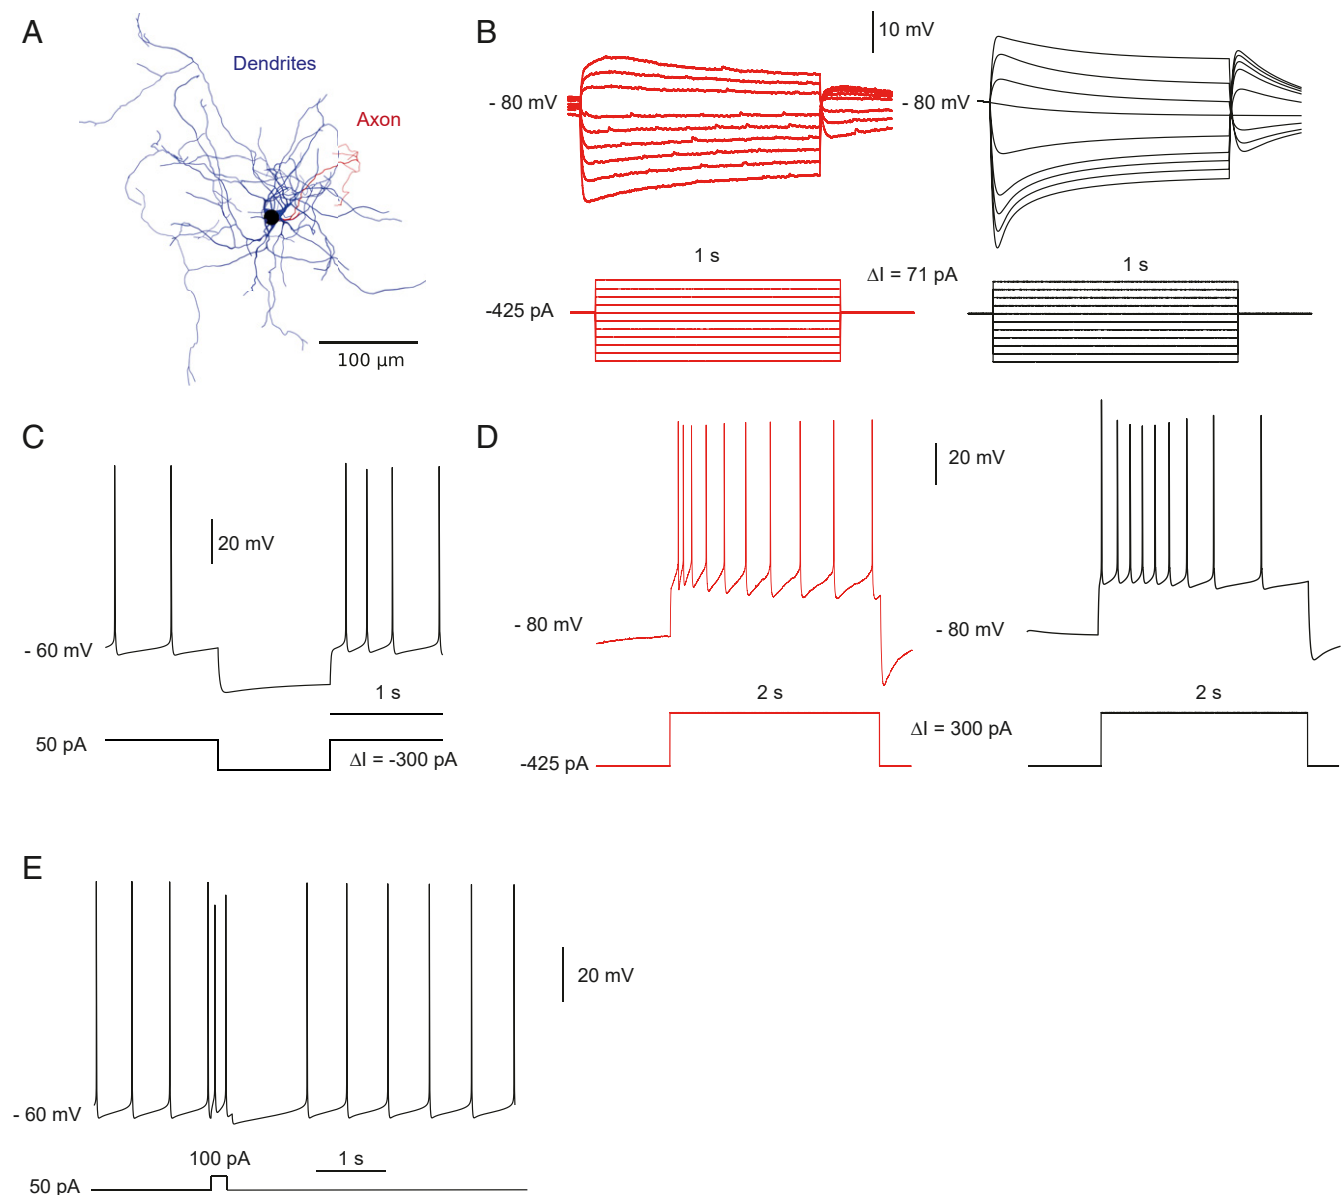 A
Dendrites
Axon
100 µm
B
10 mV
- 80 mV
- 80 mV
1 s
ΔI = 71 pA
1 s
-425 pA
C
20 mV
- 60 mV
1 s
50 pA
ΔI = -300 pA
D
20 mV
- 80 mV
- 80 mV
2 s
2 s
ΔI = 300 pA
-425 pA
E
20 mV
- 60 mV
100 pA
1 s
50 pA